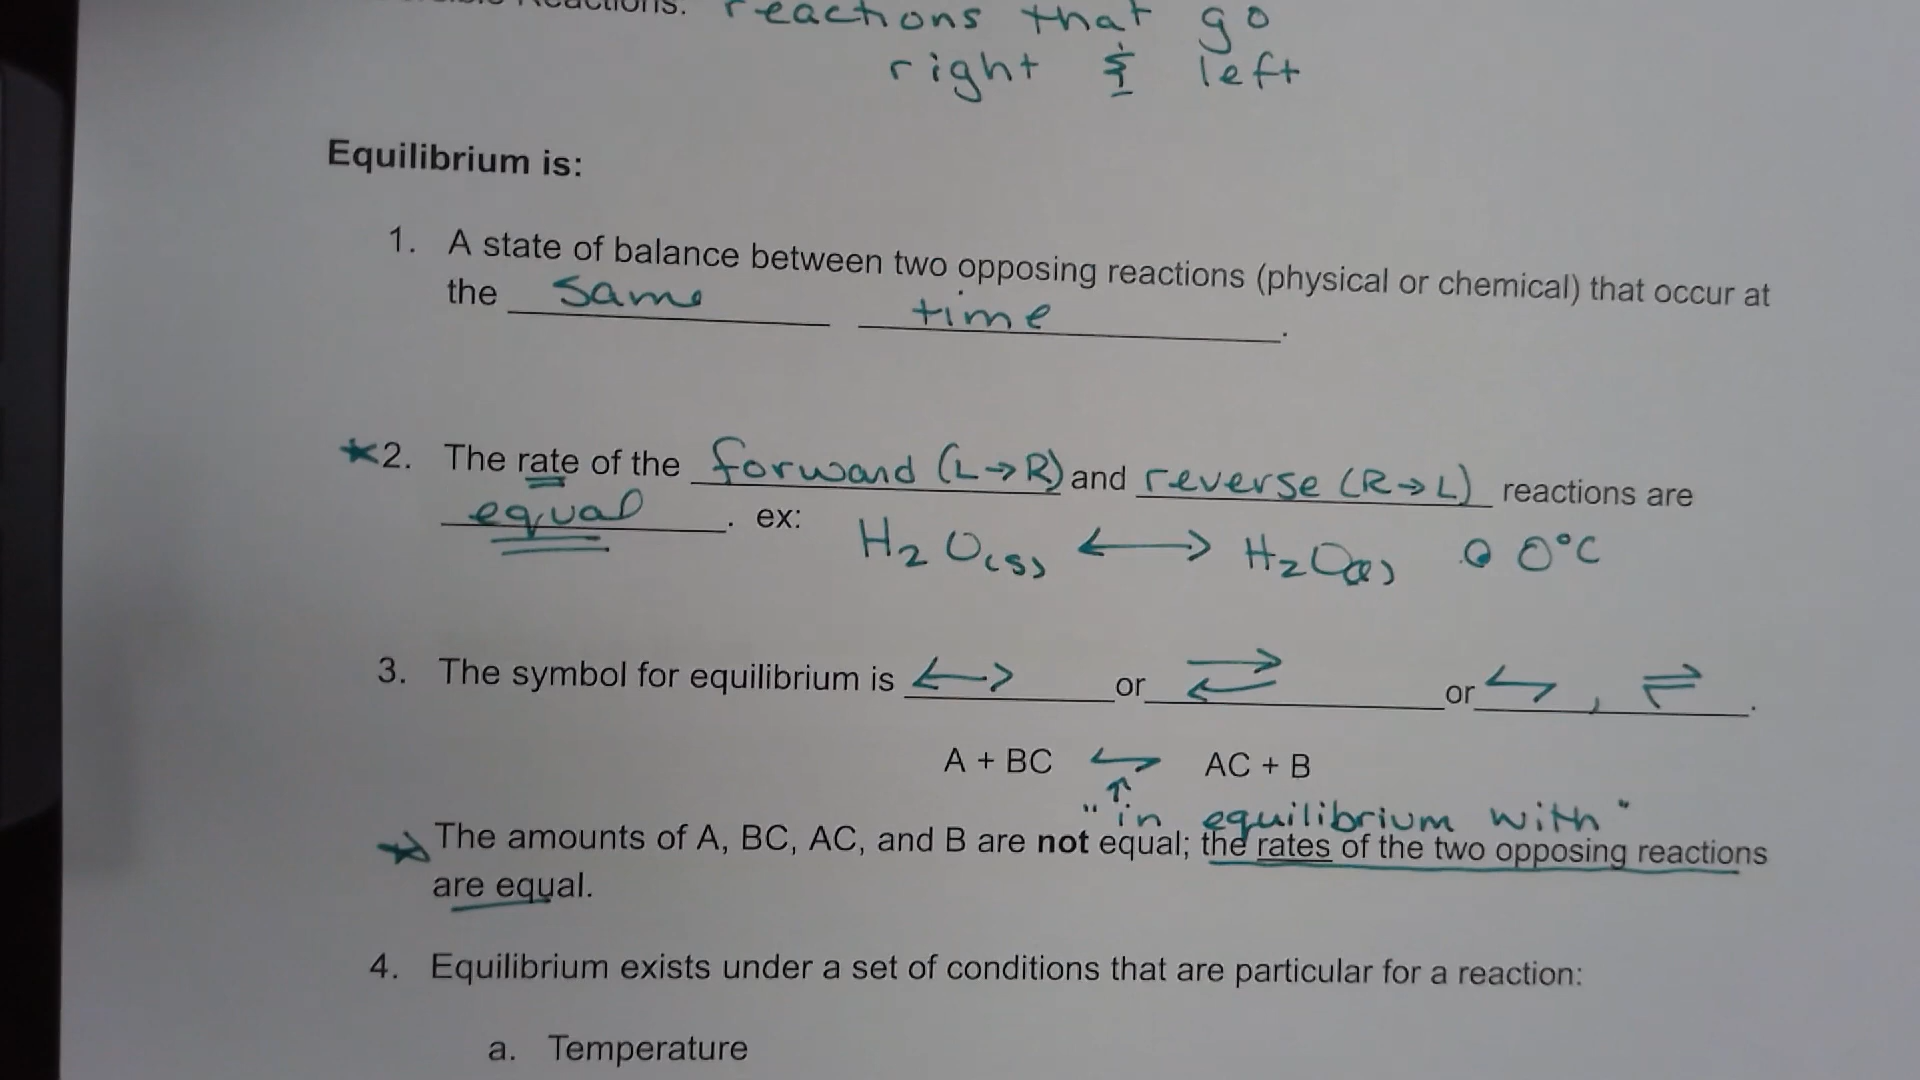 Reactions: reactions that go
right & left
Equilibrium is:
1. A state of balance between two opposing reactions (physical or chemical) that occur at
the same time.
*2. The rate of the forward (L→R) and reverse (R→L) reactions are
equal. ex: H₂O(s) ⟷ H₂O(l) @ 0°C
3. The symbol for equilibrium is ⟷ or ⇄ or ↽⇀, ⇌.
A + BC ⇌ AC + B
↑
"in equilibrium with"
* The amounts of A, BC, AC, and B are not equal; the rates of the two opposing reactions
are equal.
4. Equilibrium exists under a set of conditions that are particular for a reaction:
a. Temperature